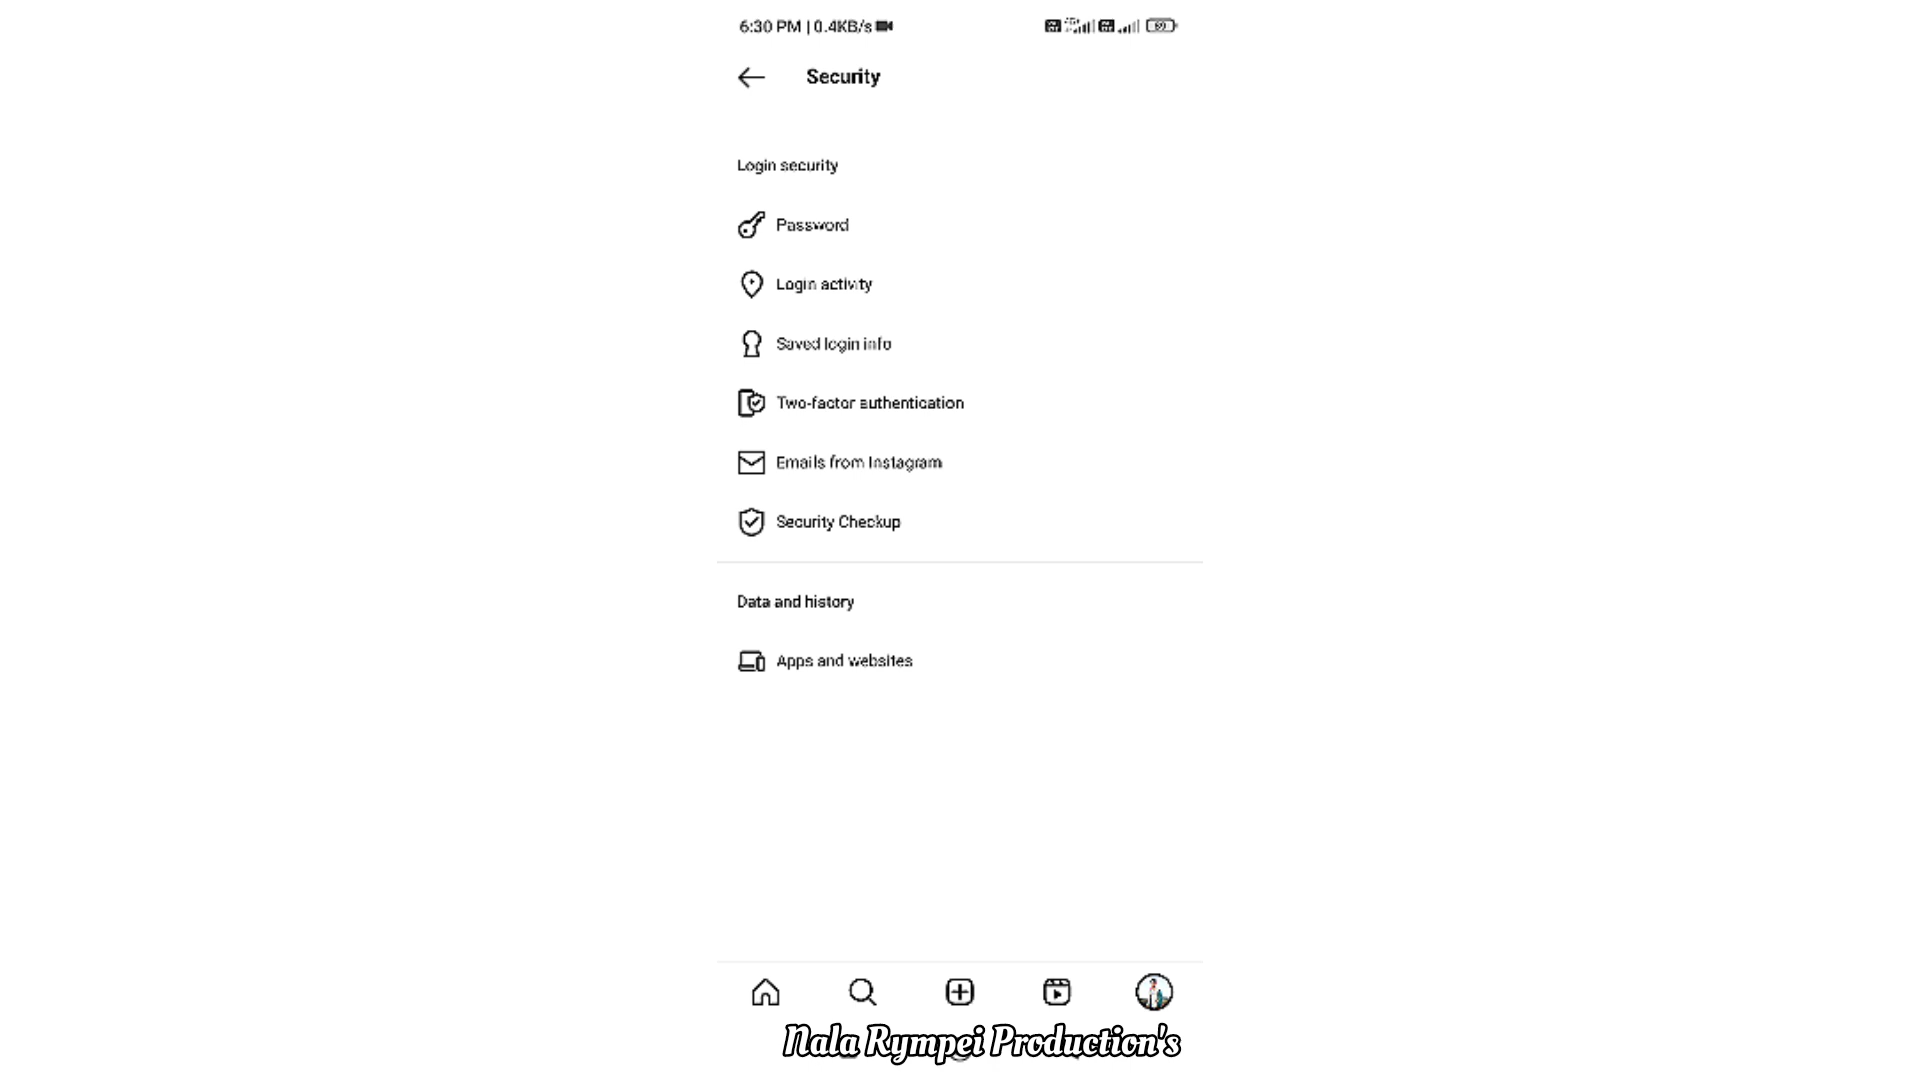 6:30 PM | 0.4KB/s
Security
Login security
Password
Login activity
Saved login info
Two-factor authentication
Emails from Instagram
Security Checkup
Data and history
Apps and websites
Nala Rympei Production's